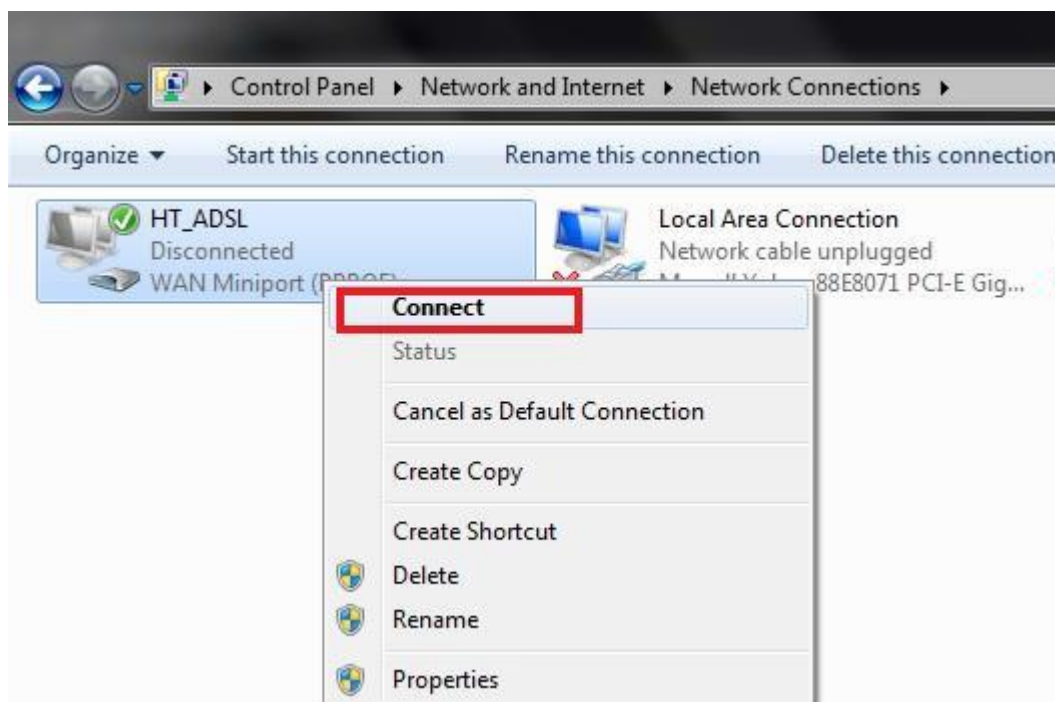 Control Panel ▸ Network and Internet ▸ Network Connections ▸
Organize ▾ Start this connection Rename this connection Delete this connection
HT_ADSL
Disconnected
WAN Miniport
Local Area Connection
Network cable unplugged
88E8071 PCI-E Gig...
Connect
Status
Cancel as Default Connection
Create Copy
Create Shortcut
Delete
Rename
Properties